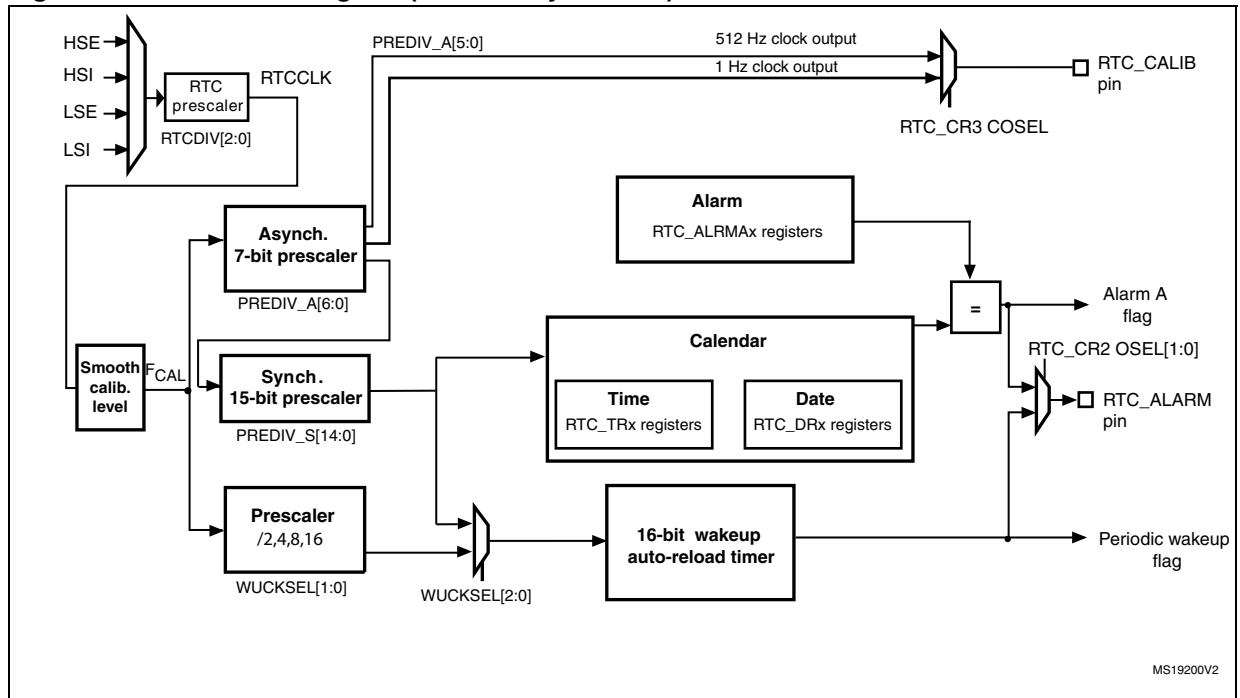 HSE
HSI
LSE
LSI
RTC
prescaler
RTCDIV[2:0]
RTCCLK
PREDIV_A[5:0]
512 Hz clock output
1 Hz clock output
RTC_CALIB
pin
RTC_CR3 COSEL
Asynch.
7-bit prescaler
PREDIV_A[6:0]
Alarm
RTC_ALRMAx registers
=
Alarm A
flag
Smooth
calib.
level
FCAL
Synch.
15-bit prescaler
PREDIV_S[14:0]
Calendar
Time
RTC_TRx registers
Date
RTC_DRx registers
RTC_CR2 OSEL[1:0]
RTC_ALARM
pin
Prescaler
/2,4,8,16
WUCKSEL[1:0]
WUCKSEL[2:0]
16-bit wakeup
auto-reload timer
Periodic wakeup
flag
MS19200V2